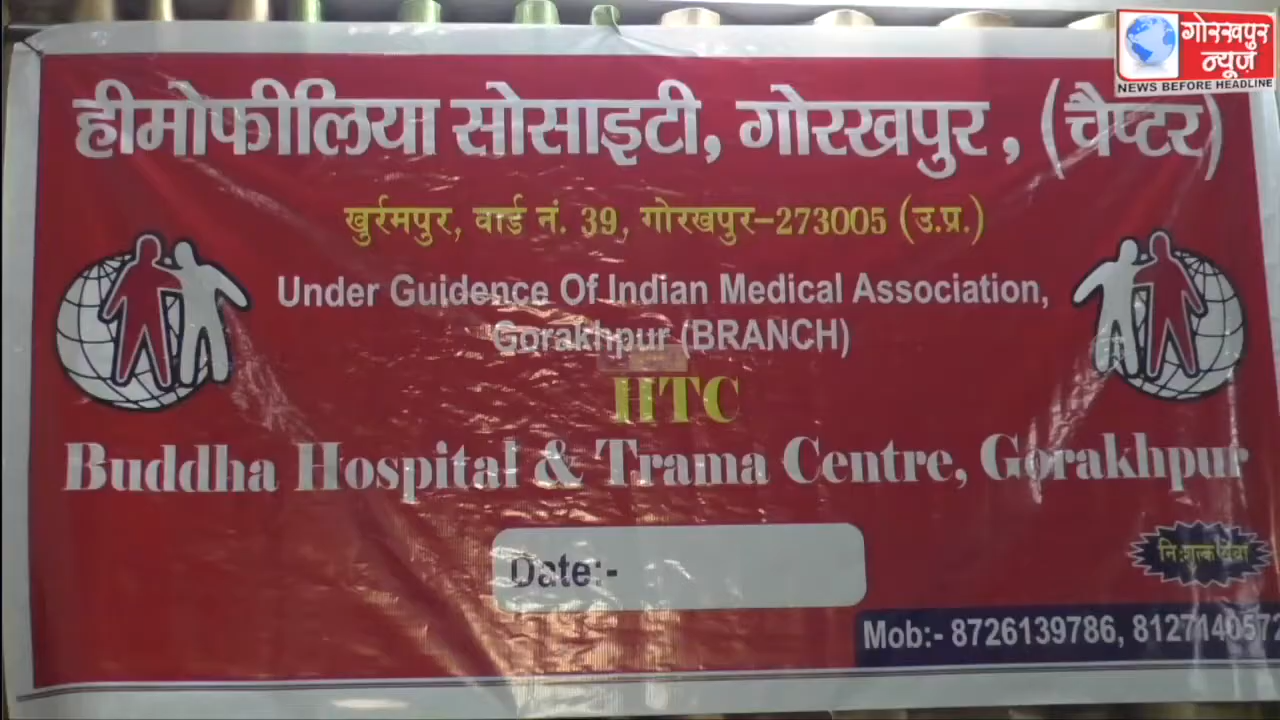 गोरखपुर
न्यूज़
NEWS BEFORE HEADLINE
हीमोफीलिया सोसाइटी, गोरखपुर, (चैप्टर)
खुर्रमपुर, वार्ड नं. 39, गोरखपुर-273005 (उ.प्र.)
Under Guidence Of Indian Medical Association,
Gorakhpur (BRANCH)
HTC
Buddha Hospital & Trama Centre, Gorakhpur
Date:-
नि:शुल्क सेवा
Mob:- 8726139786, 8127140572